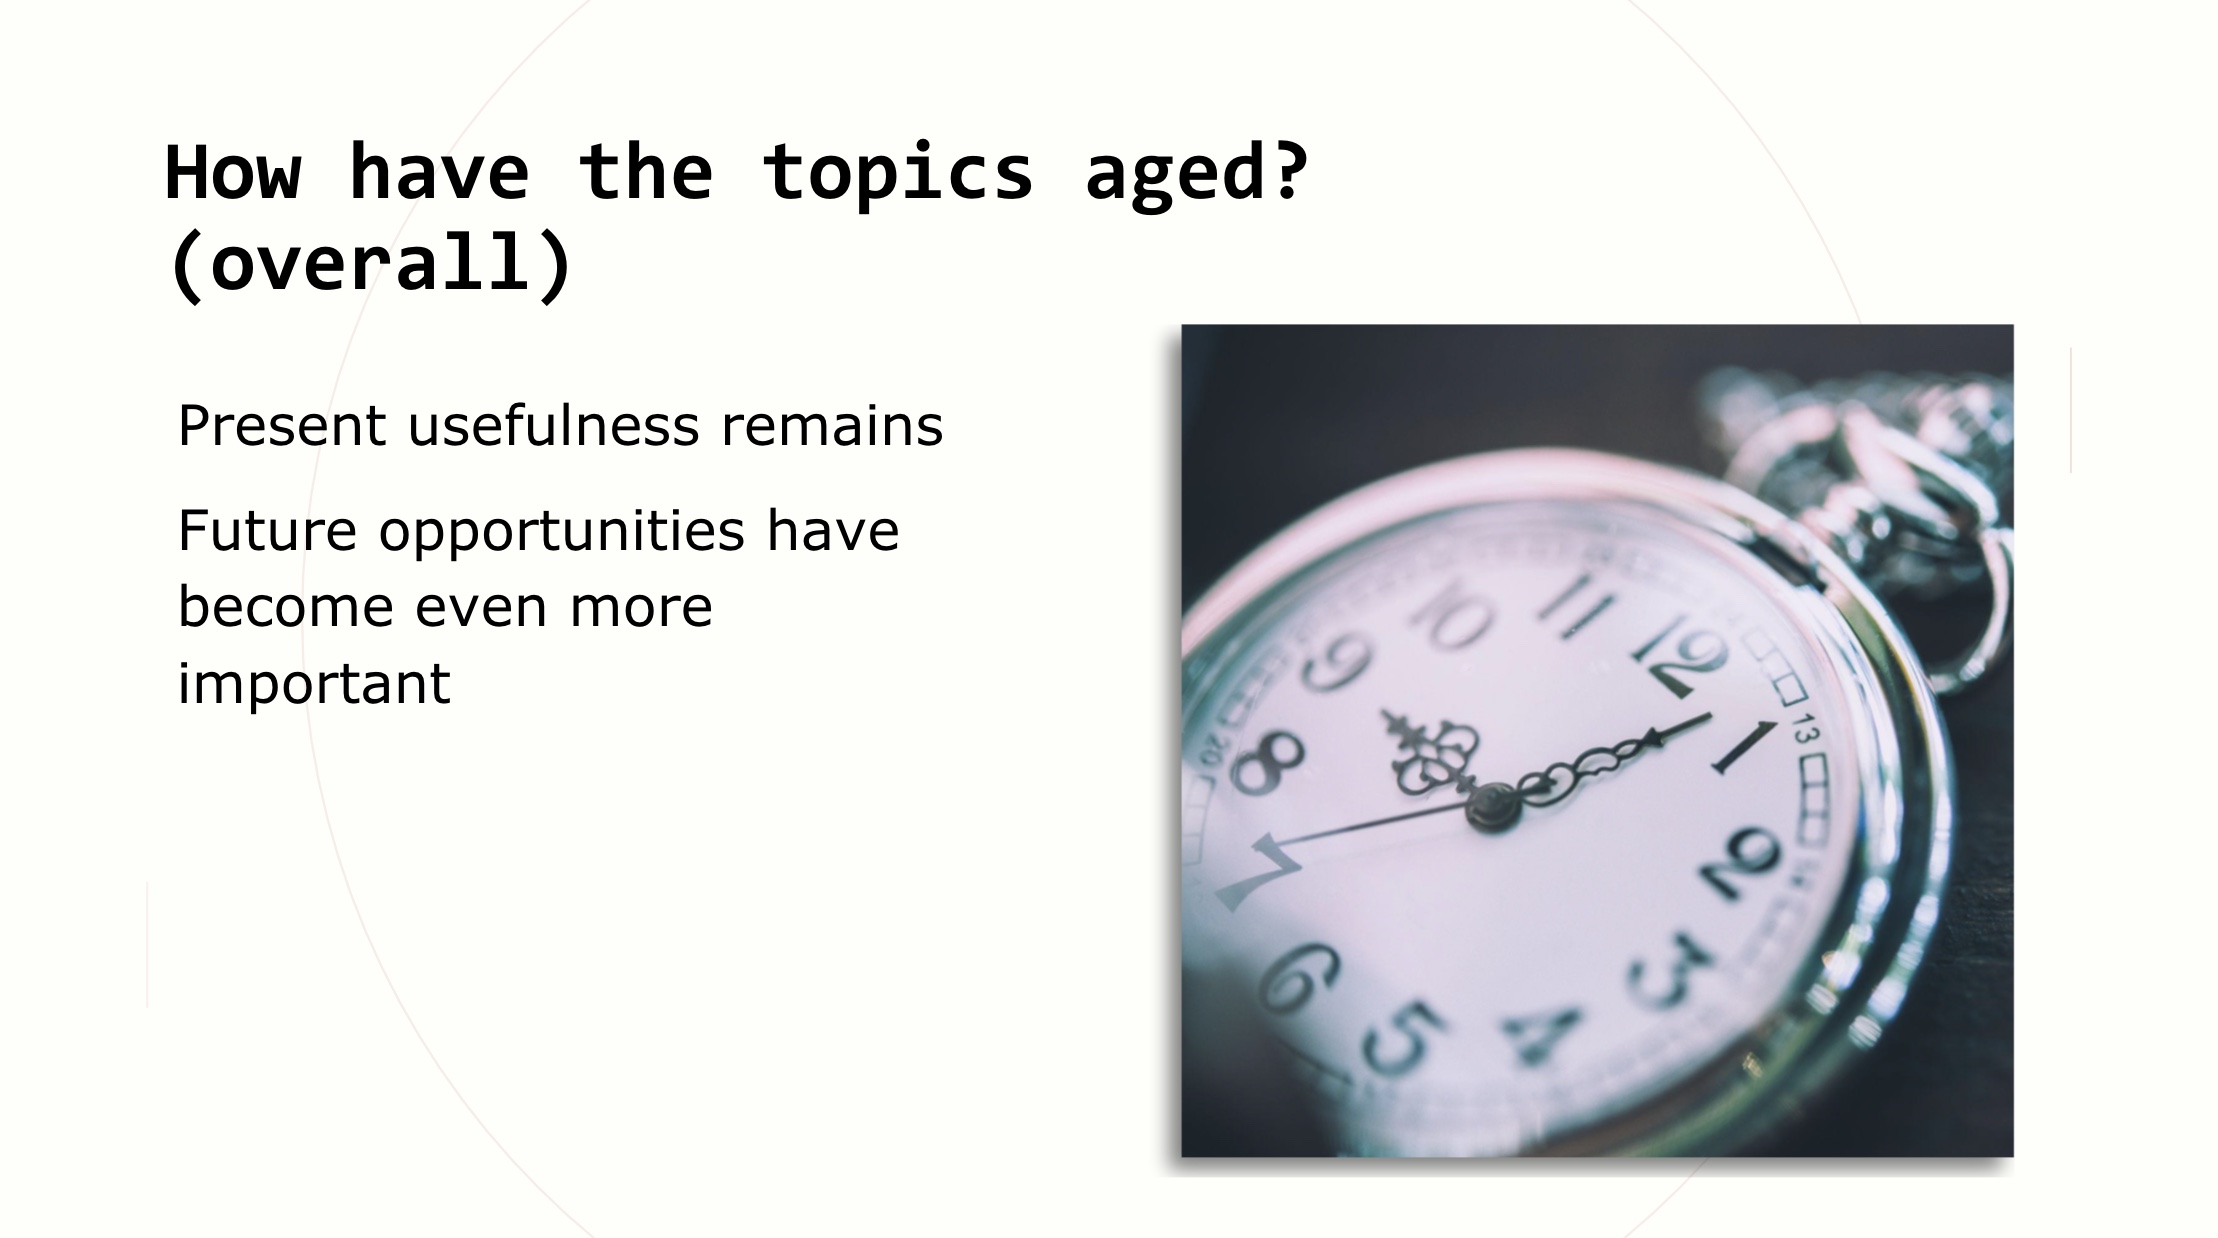 How have the topics aged?
(overall)
Present usefulness remains
Future opportunities have
become even more
important
10
11
12
9
13
1
20
8
2
7
3
6
4
5